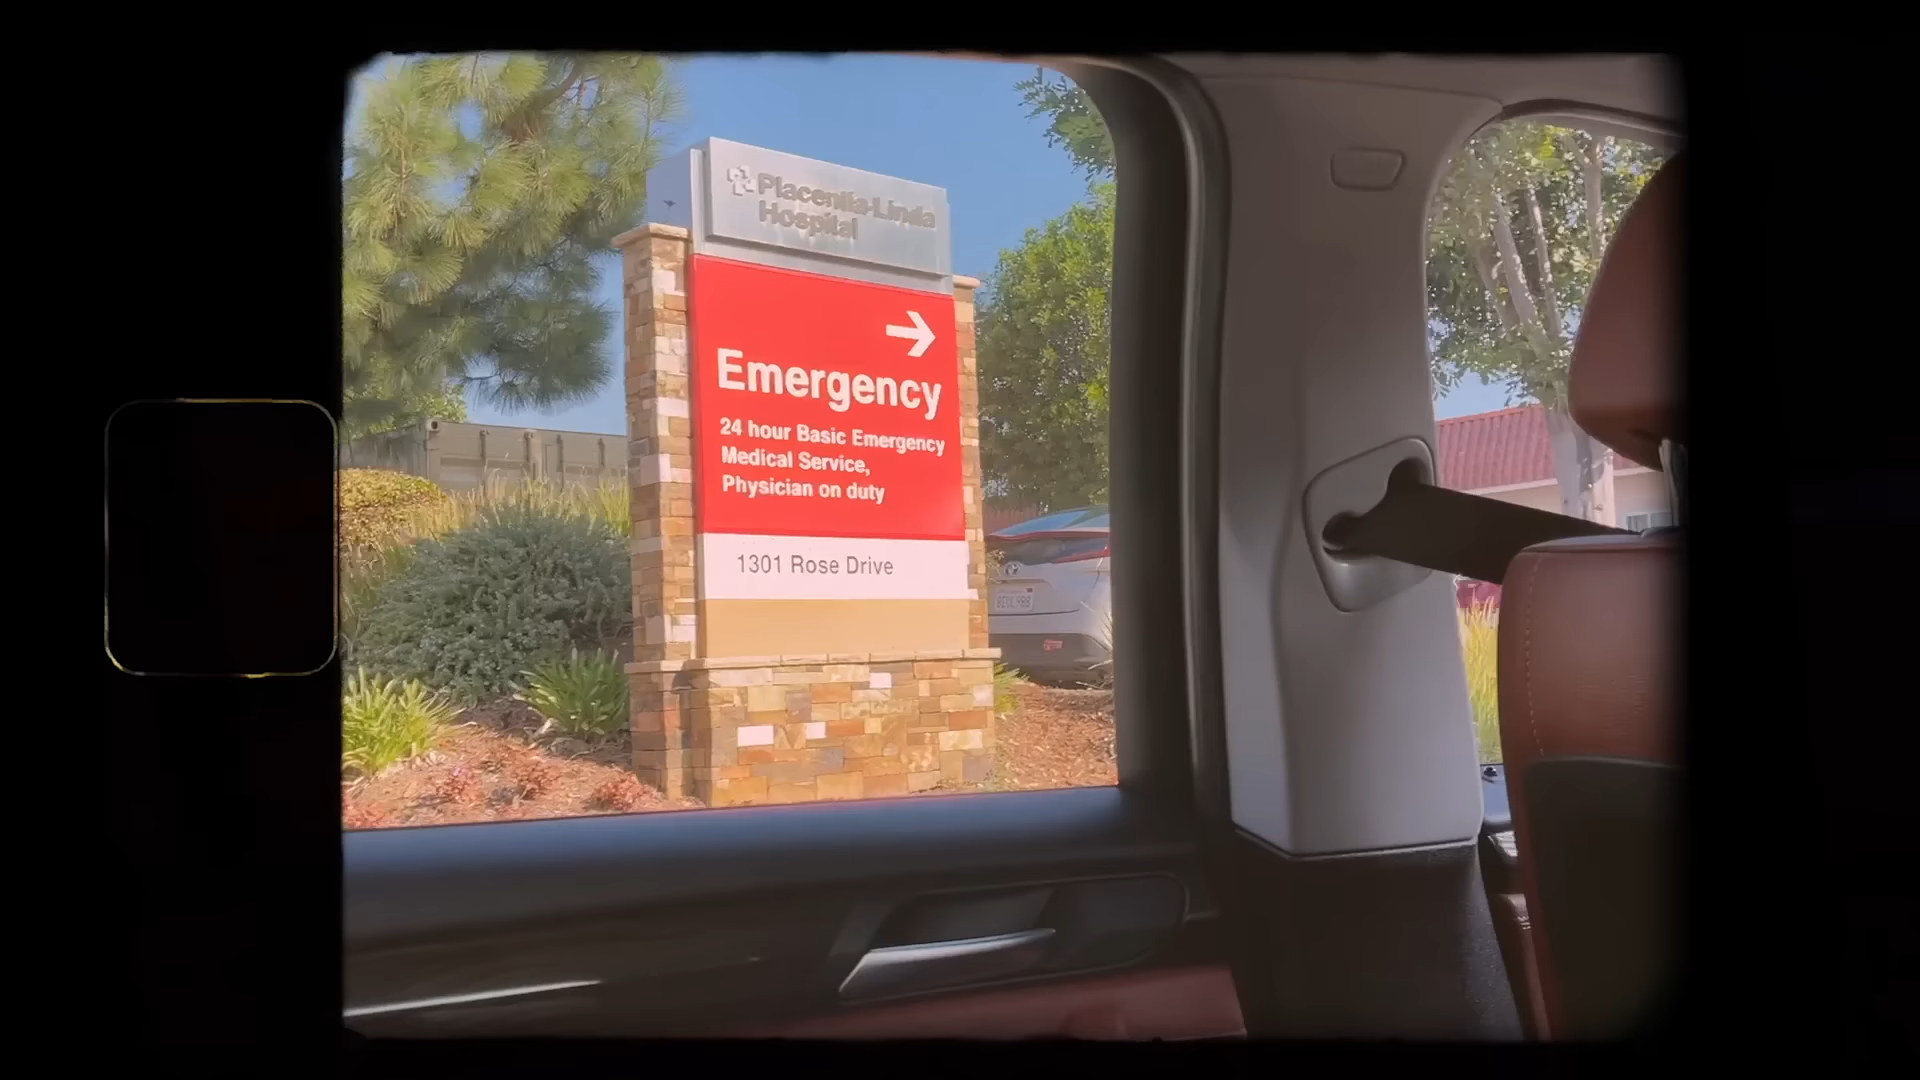 Placentia-Linda
Hospital
Emergency
24 hour Basic Emergency
Medical Service,
Physician on duty
1301 Rose Drive